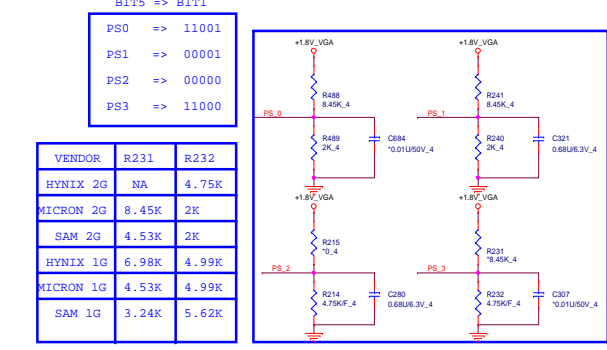 BIT5 => BIT1
PS0 => 11001
PS1 => 00001
PS2 => 00000
PS3 => 11000
VENDOR R231 R232
HYNIX 2G NA 4.75K
MICRON 2G 8.45K 2K
SAM 2G 4.53K 2K
HYNIX 1G 6.98K 4.99K
MICRON 1G 4.53K 4.99K
SAM 1G 3.24K 5.62K
+1.8V_VGA
R488
8.45K_4
PS_0
R489
2K_4
C684
*0.01U/50V_4
+1.8V_VGA
R241
8.45K_4
PS_1
R240
2K_4
C321
0.68U/6.3V_4
+1.8V_VGA
R215
*0_4
PS_2
R214
4.75K/F_4
C280
0.68U/6.3V_4
+1.8V_VGA
R231
*8.45K_4
PS_3
R232
4.75K/F_4
C307
*0.01U/50V_4